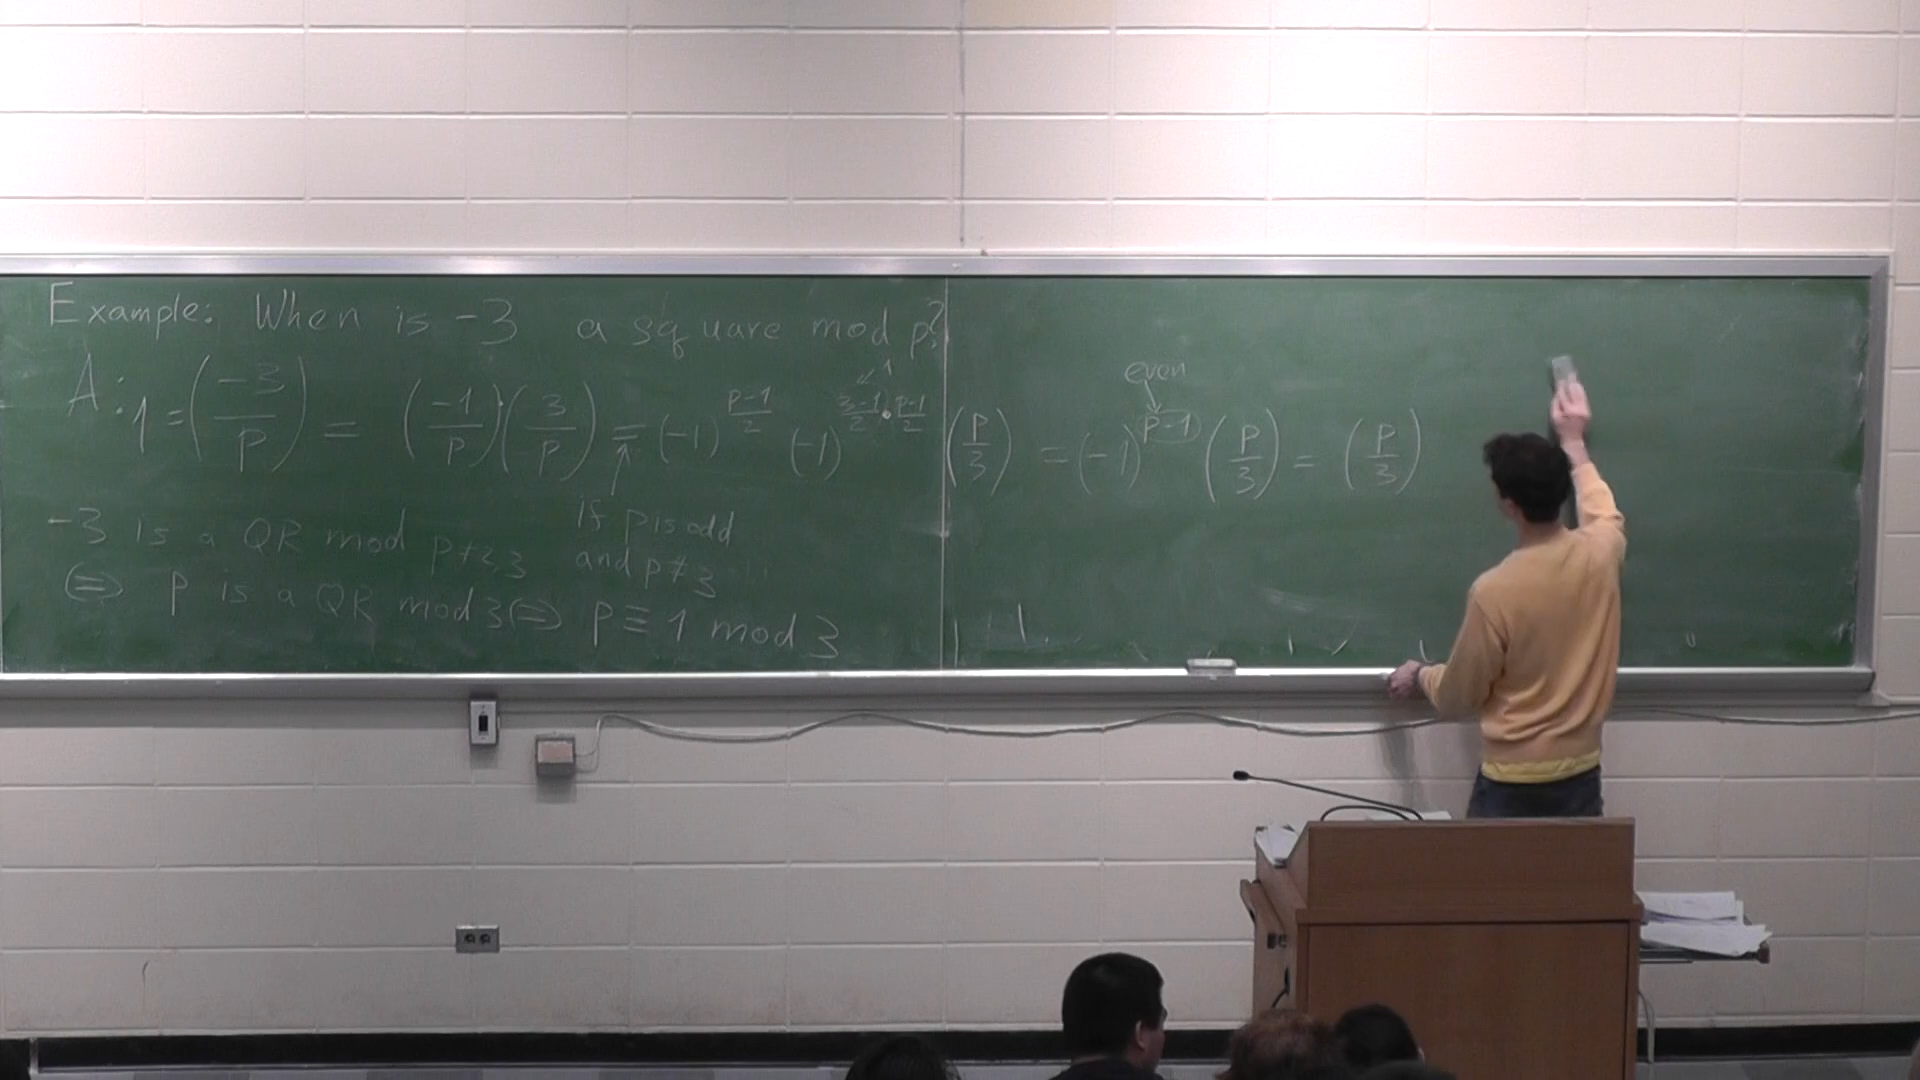 Example: When is -3 a square mod p?
even
A: 1 = (-3/p) = (-1/p)(3/p) = (-1)^{p-1/2} (-1)^{3-1/2 · p-1/2} (p/3) = (-1)^{p-1} (p/3) = (p/3)
1
if p is odd
and p ≠ 3
-3 is a QR mod p≠2,3
⇔ p is a QR mod 3 ⇔ p ≡ 1 mod 3